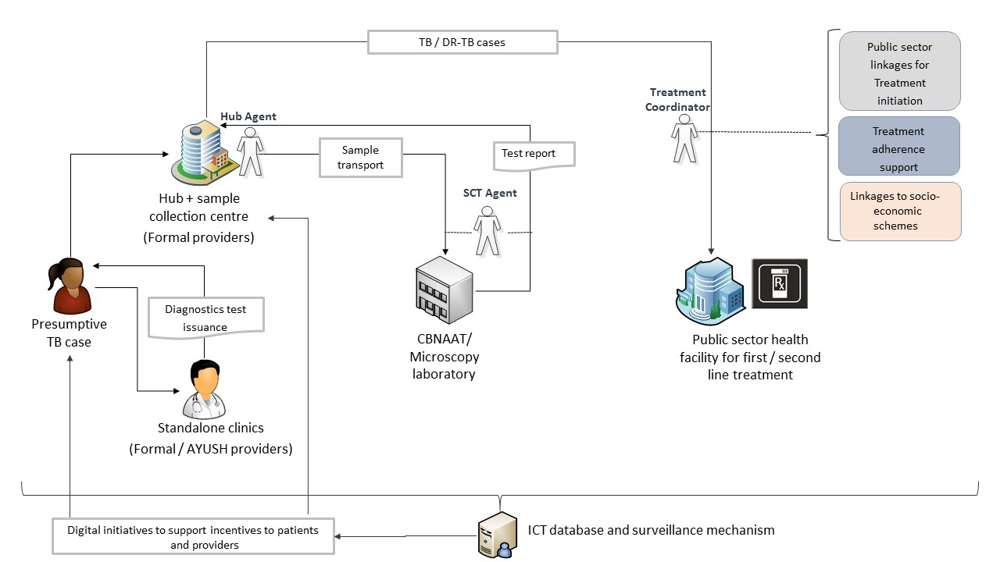 TB / DR-TB cases
Public sector
linkages for
Treatment
initiation
Treatment
Coordinator
Hub Agent
Treatment
adherence
support
Sample
transport
Test report
SCT Agent
Linkages to socio-
economic
schemes
Hub + sample
collection centre
(Formal providers)
Rx
Diagnostics test
issuance
Presumptive
TB case
CBNAAT/
Microscopy
laboratory
Public sector health
facility for first / second
line treatment
Standalone clinics
(Formal / AYUSH providers)
Digital initiatives to support incentives to patients
and providers
ICT database and surveillance mechanism